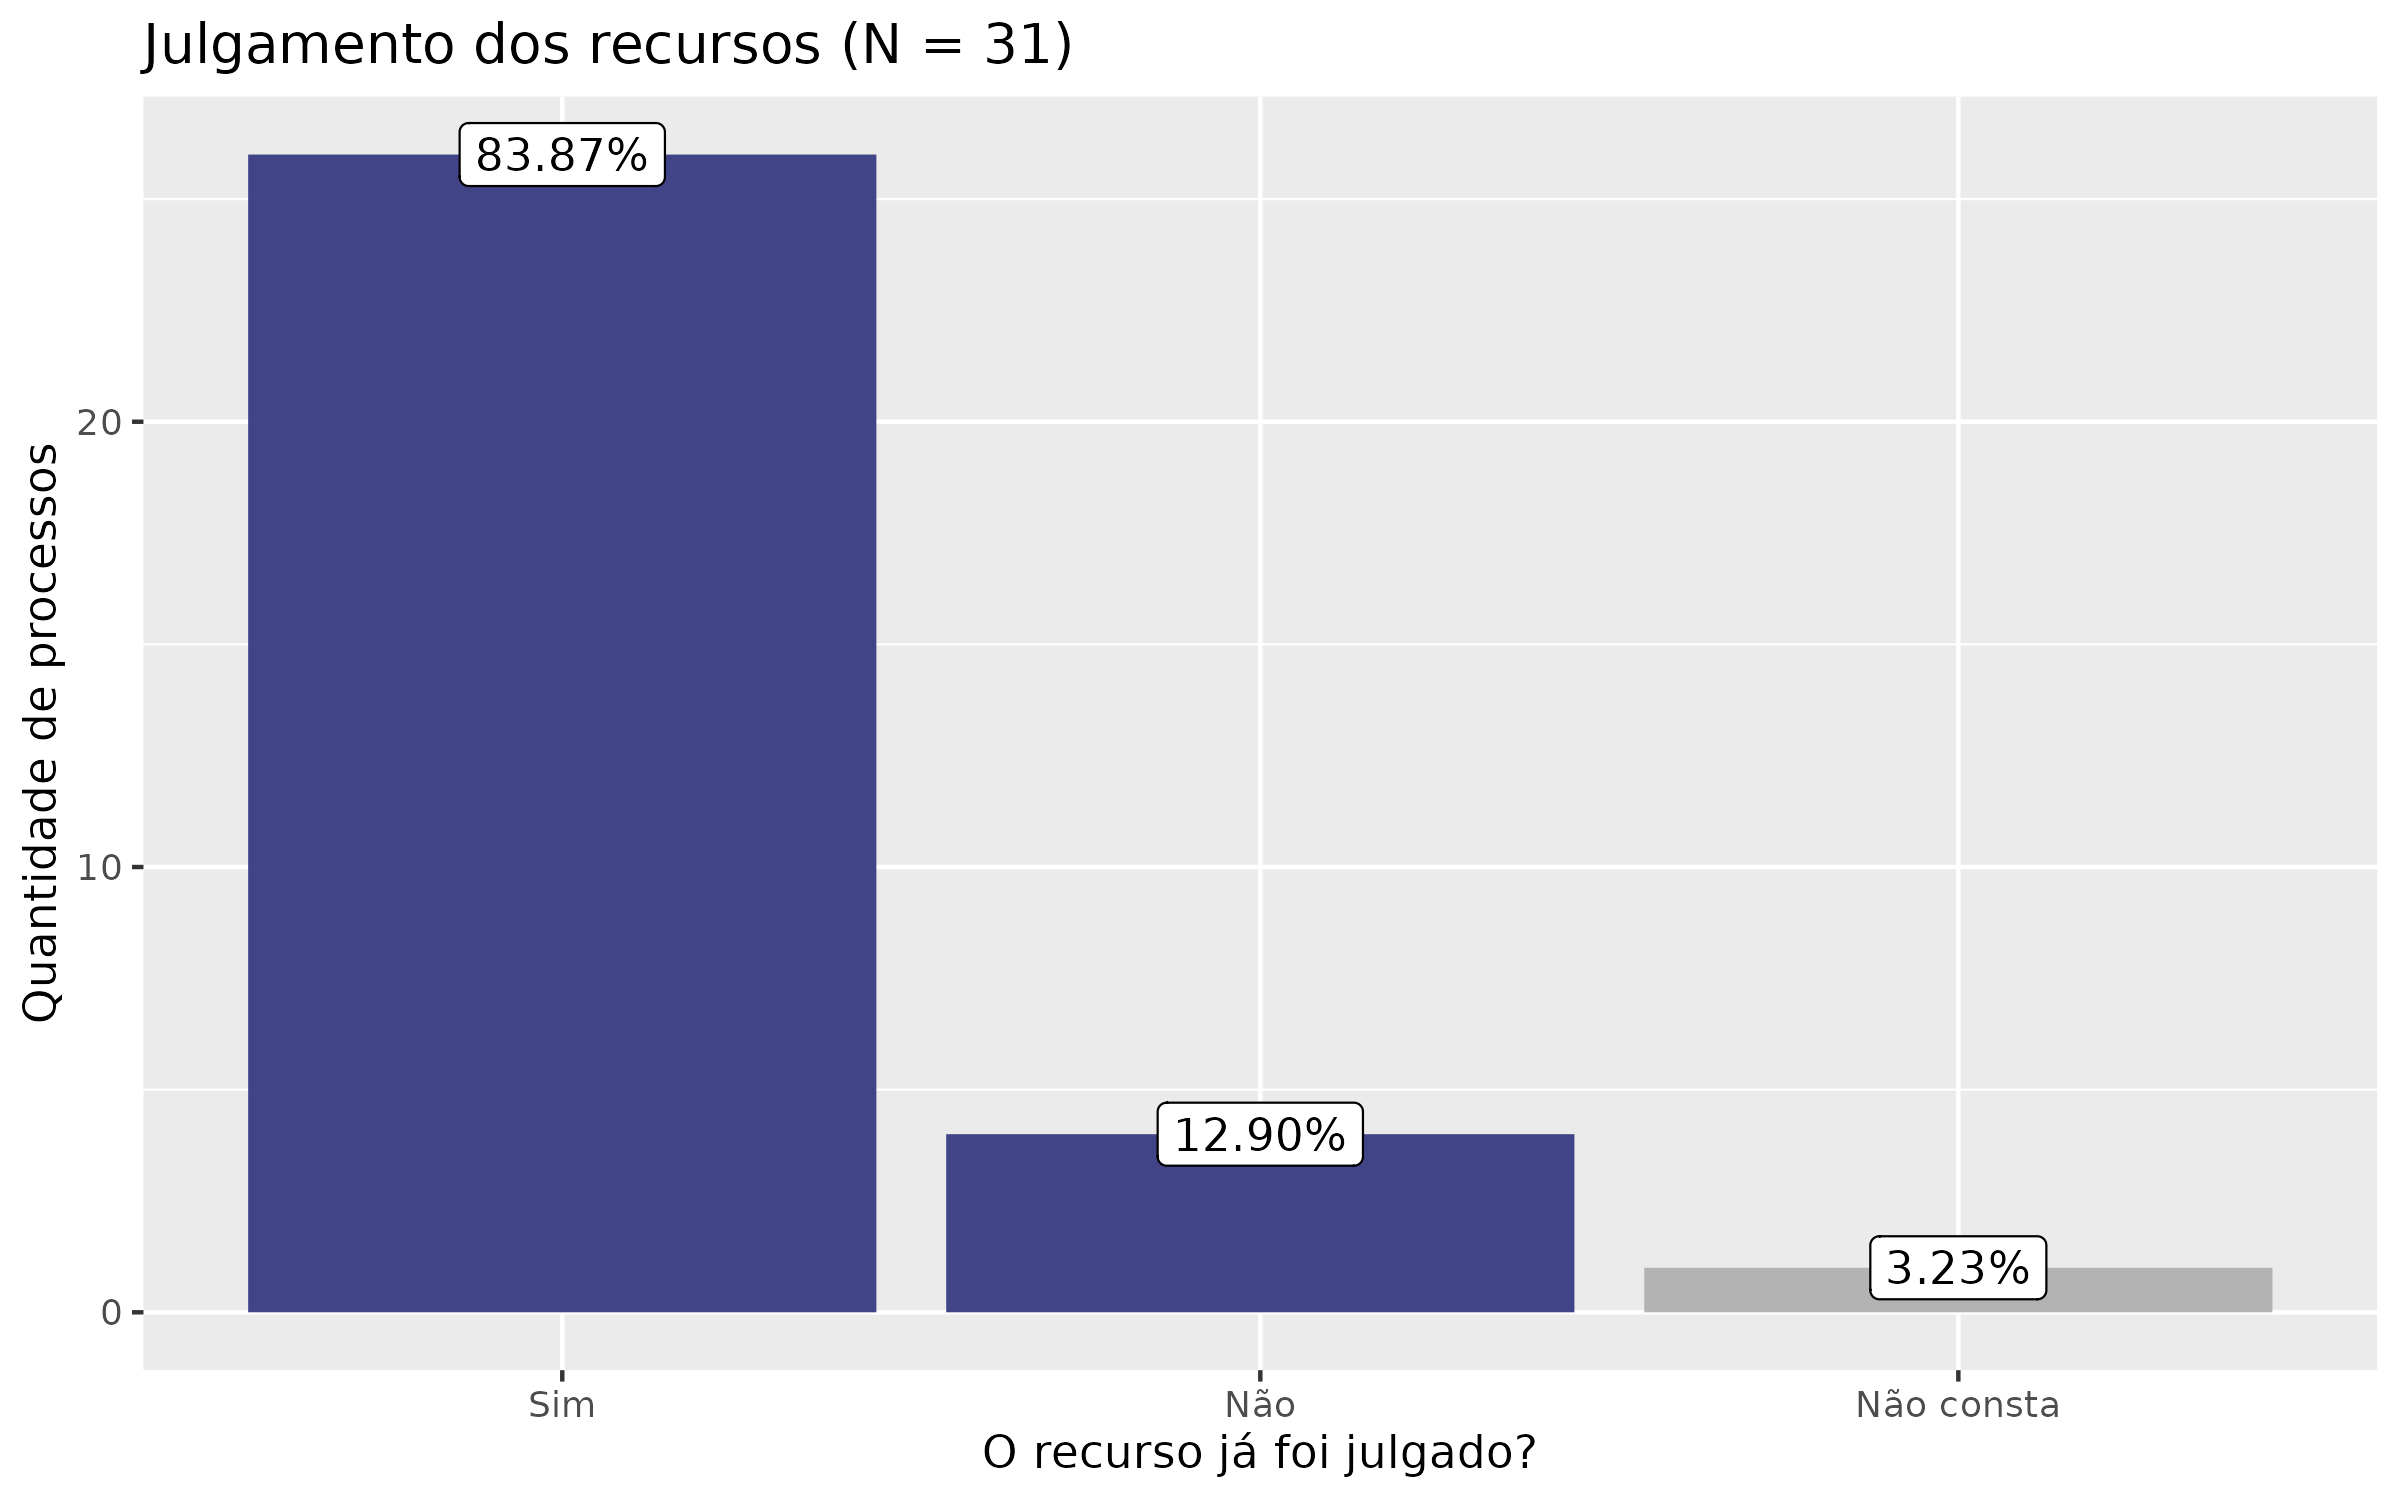 Julgamento dos recursos (N = 31)
83.87%
20
Quantidade de processos
10
12.90%
3.23%
0
Sim
Não
Não consta
O recurso já foi julgado?